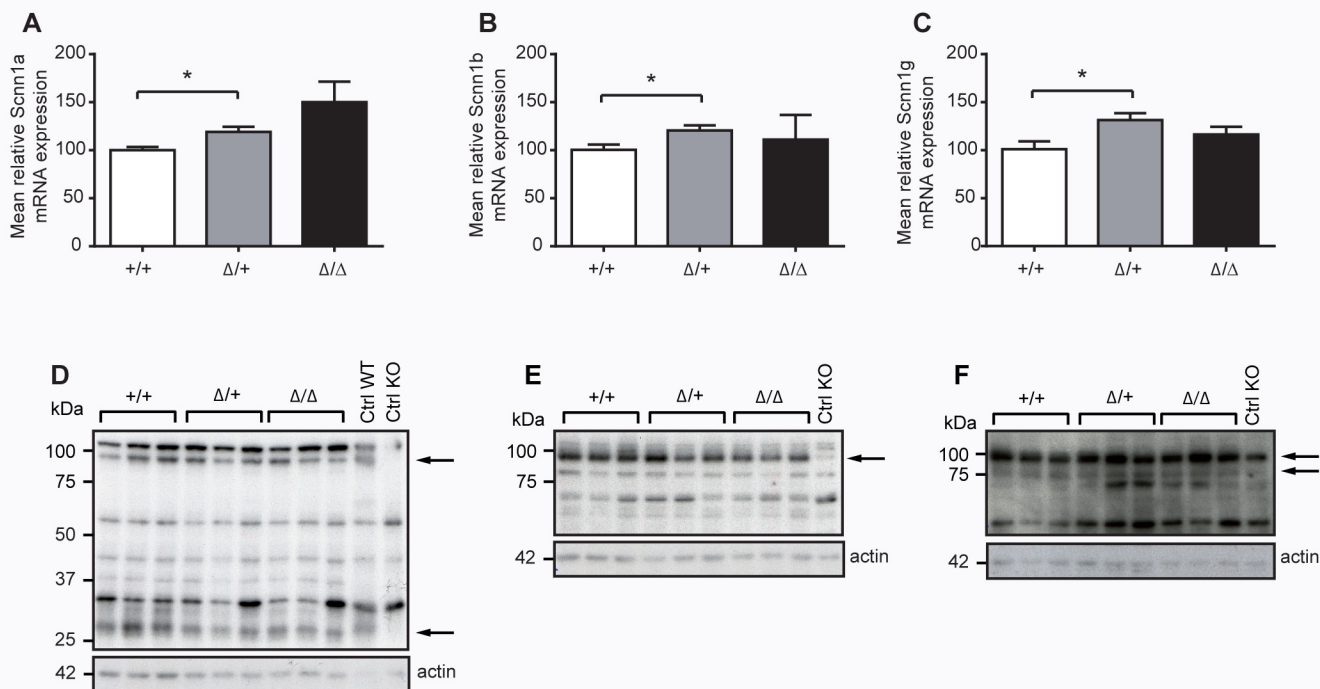 A
Mean relative Scnn1a
mRNA expression
200
150
100
50
0
*
+/+
Δ/+
Δ/Δ
B
Mean relative Scnn1b
mRNA expression
200
150
100
50
0
*
+/+
Δ/+
Δ/Δ
C
Mean relative Scnn1g
mRNA expression
200
150
100
50
0
*
+/+
Δ/+
Δ/Δ
D
kDa
+/+
Δ/+
Δ/Δ
Ctrl WT
Ctrl KO
100
75
50
37
25
42
actin
E
kDa
+/+
Δ/+
Δ/Δ
Ctrl KO
100
75
42
actin
F
kDa
+/+
Δ/+
Δ/Δ
Ctrl KO
100
75
42
actin